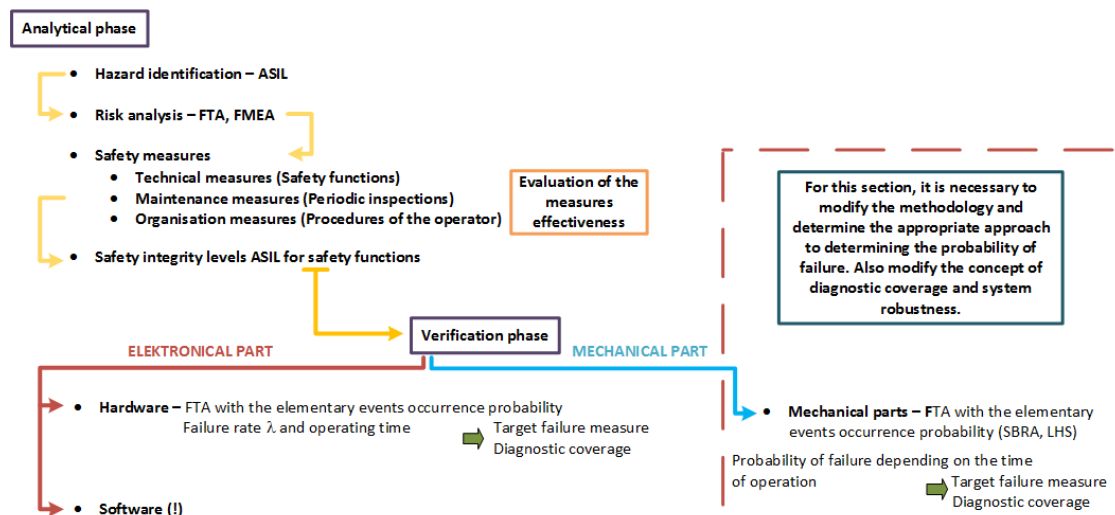 Analytical phase
• Hazard identification – ASIL
• Risk analysis – FTA, FMEA
• Safety measures
• Technical measures (Safety functions)
• Maintenance measures (Periodic inspections)
• Organisation measures (Procedures of the operator)
Evaluation of the
measures
effectiveness
• Safety integrity levels ASIL for safety functions
For this section, it is necessary to
modify the methodology and
determine the appropriate approach
to determining the probability of
failure. Also modify the concept of
diagnostic coverage and system
robustness.
Verification phase
ELEKTRONICAL PART
MECHANICAL PART
• Hardware – FTA with the elementary events occurrence probability
Failure rate λ and operating time
Target failure measure
Diagnostic coverage
• Software (!)
• Mechanical parts – FTA with the elementary
events occurrence probability (SBRA, LHS)
Probability of failure depending on the time
of operation
Target failure measure
Diagnostic coverage